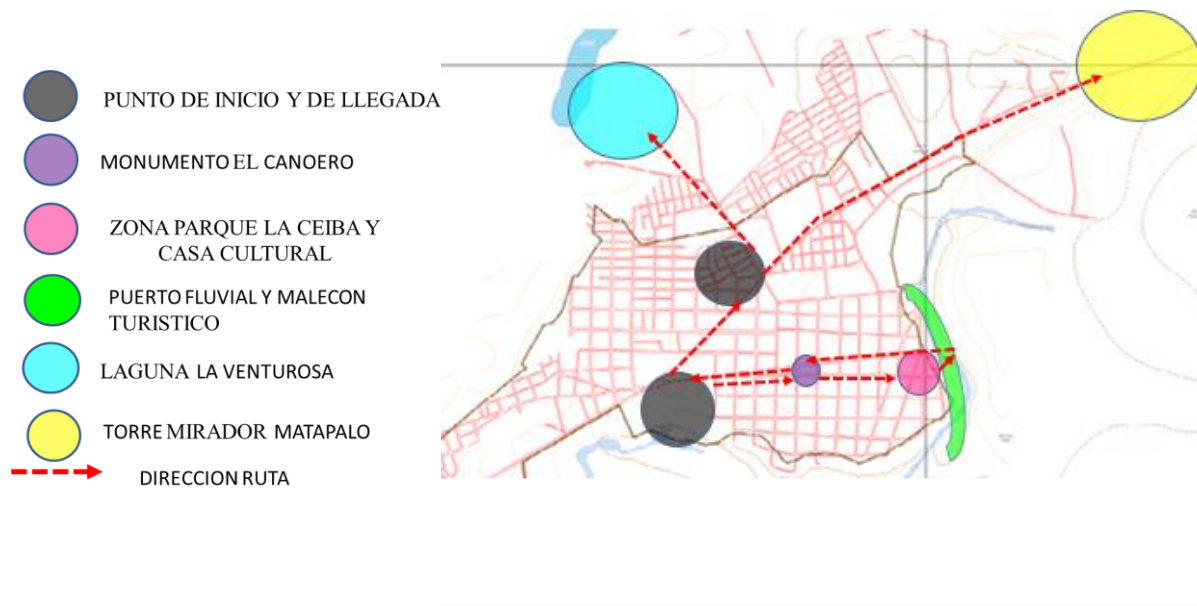 PUNTO DE INICIO Y DE LLEGADA
MONUMENTO EL CANOERO
ZONA PARQUE LA CEIBA Y
CASA CULTURAL
PUERTO FLUVIAL Y MALECON
TURISTICO
LAGUNA LA VENTUROSA
TORRE MIRADOR MATAPALO
DIRECCION RUTA